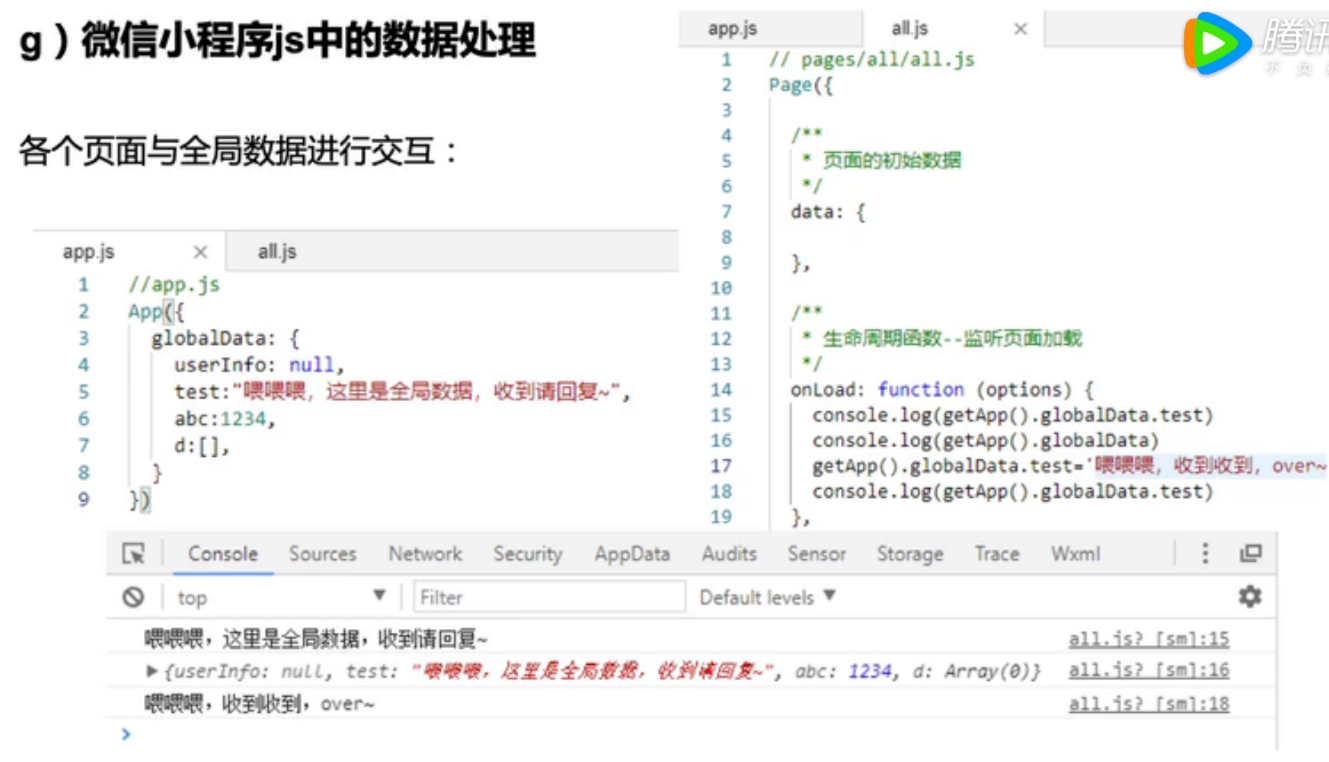 g）微信小程序js中的数据处理
各个页面与全局数据进行交互：
app.js × all.js
1 //app.js
2 App({
3 globalData: {
4 userInfo: null,
5 test:"喂喂喂，这里是全局数据，收到请回复~",
6 abc:1234,
7 d:[],
8 }
9 })
app.js all.js ×
1 // pages/all/all.js
2 Page({
3
4 /**
5 * 页面的初始数据
6 */
7 data: {
8
9 },
10
11 /**
12 * 生命周期函数--监听页面加载
13 */
14 onLoad: function (options) {
15 console.log(getApp().globalData.test)
16 console.log(getApp().globalData)
17 getApp().globalData.test='喂喂喂，收到收到，over~
18 console.log(getApp().globalData.test)
19 },
腾讯
不负
Console Sources Network Security AppData Audits Sensor Storage Trace Wxml
top Filter Default levels
喂喂喂，这里是全局数据，收到请回复~ all.js? [sm]:15
{userInfo: null, test: "喂喂喂，这里是全局数据，收到请回复~", abc: 1234, d: Array(0)} all.js? [sm]:16
喂喂喂，收到收到，over~ all.js? [sm]:18